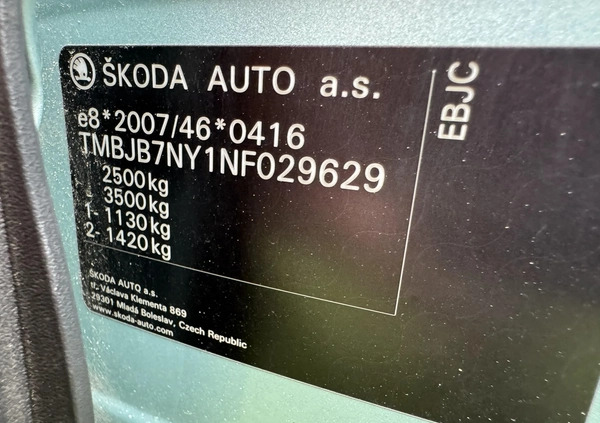 ŠKODA AUTO a.s.
e8*2007/46*0416
TMBJB7NY1NF029629
2500kg
- 3500kg
1- 1130kg
2- 1420kg
EBJC
ŠKODA AUTO a.s.
tř. Václava Klementa 869
29301 Mladá Boleslav, Czech Republic
www.skoda-auto.com